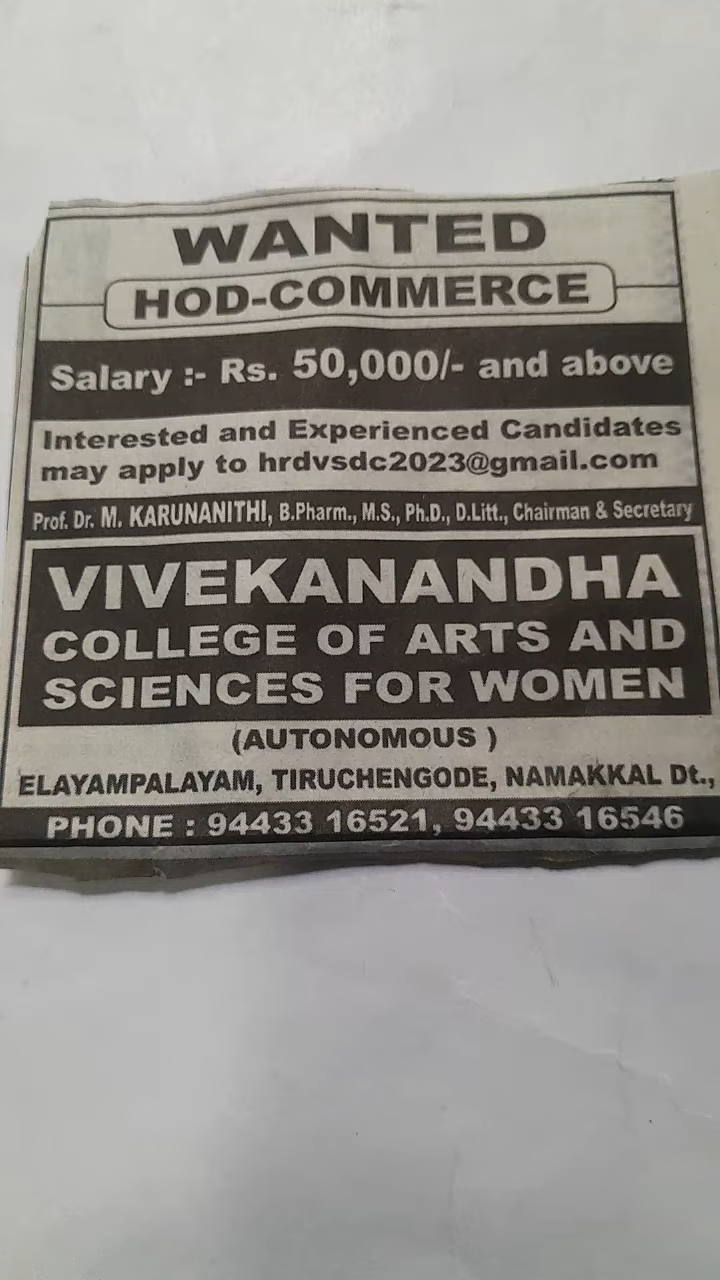 WANTED
HOD-COMMERCE
Salary :- Rs. 50,000/- and above
Interested and Experienced Candidates
may apply to hrdvsdc2023@gmail.com
Prof. Dr. M. KARUNANITHI, B.Pharm., M.S., Ph.D., D.Litt., Chairman & Secretary
VIVEKANANDHA
COLLEGE OF ARTS AND
SCIENCES FOR WOMEN
(AUTONOMOUS )
ELAYAMPALAYAM, TIRUCHENGODE, NAMAKKAL Dt.,
PHONE : 94433 16521, 94433 16546